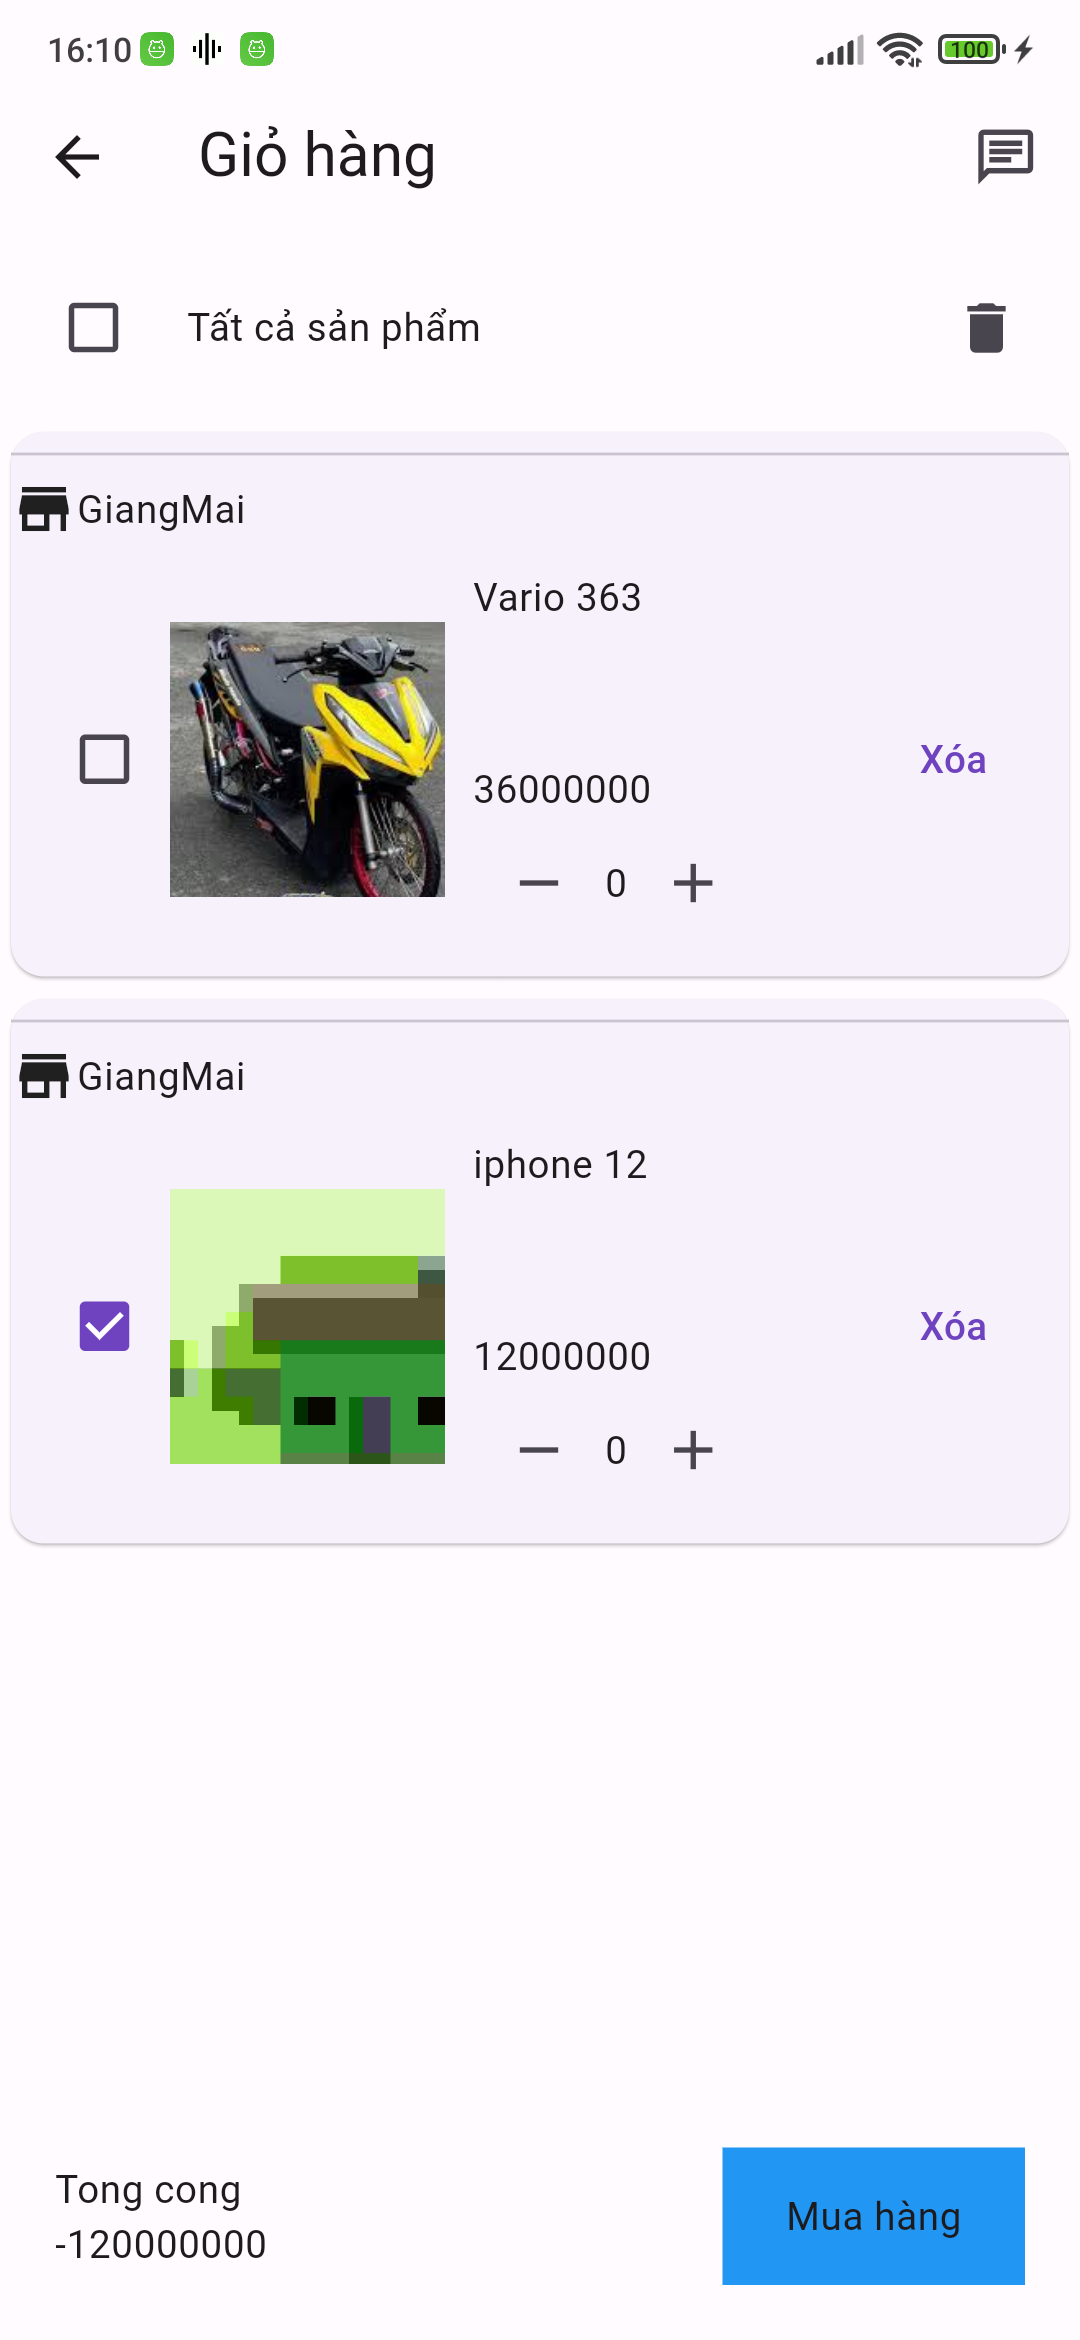 16:10
100
Giỏ hàng
Tất cả sản phẩm
GiangMai
Vario 363
36000000
Xóa
0
GiangMai
iphone 12
12000000
Xóa
0
Tong cong
-120000000
Mua hàng